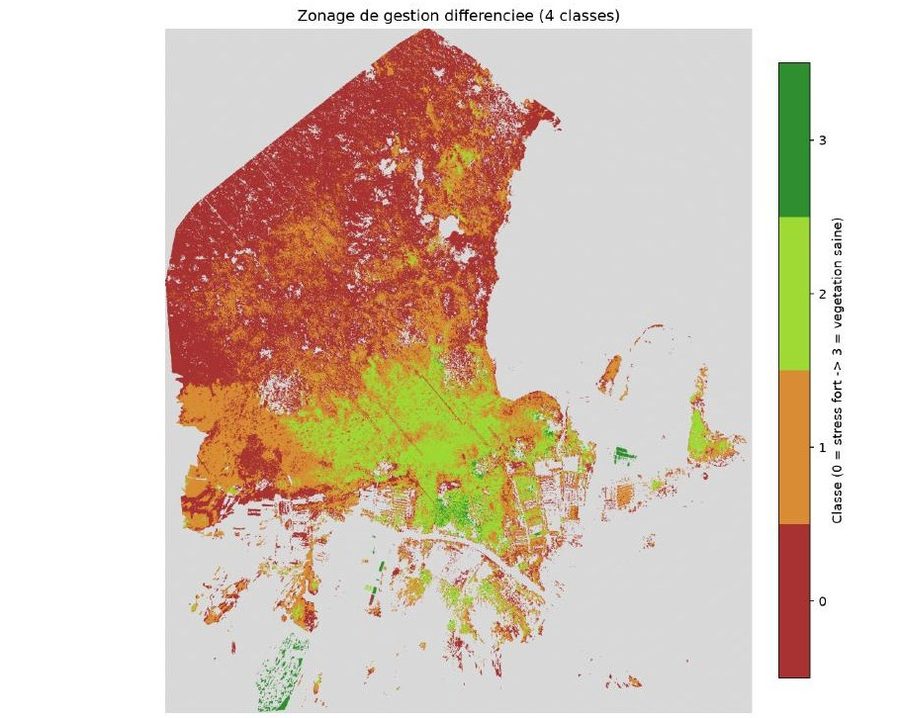 Zonage de gestion differenciee (4 classes)
3
2
1
0
Classe (0 = stress fort -> 3 = vegetation saine)